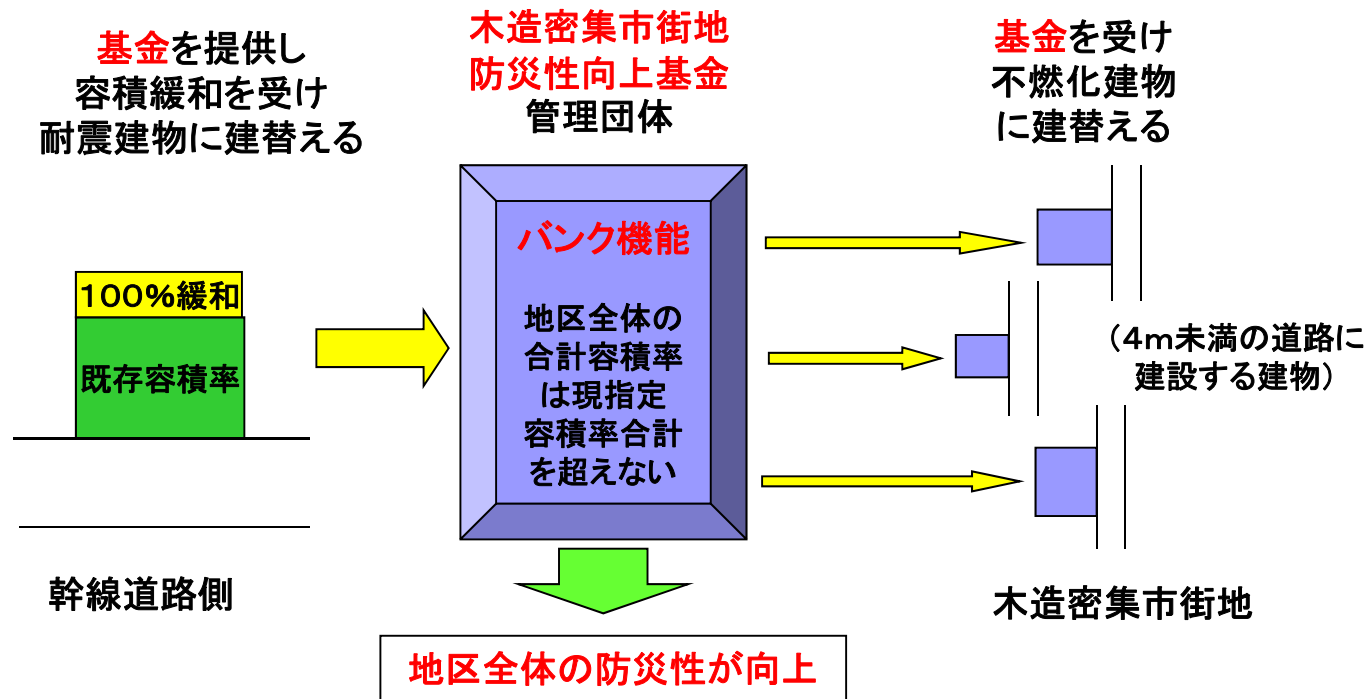 基金を提供し
容積緩和を受け
耐震建物に建替える
100%緩和
既存容積率
幹線道路側
木造密集市街地
防災性向上基金
管理団体
バンク機能
地区全体の
合計容積率
は現指定
容積率合計
を超えない
地区全体の防災性が向上
基金を受け
不燃化建物
に建替える
（4m未満の道路に
建設する建物）
木造密集市街地